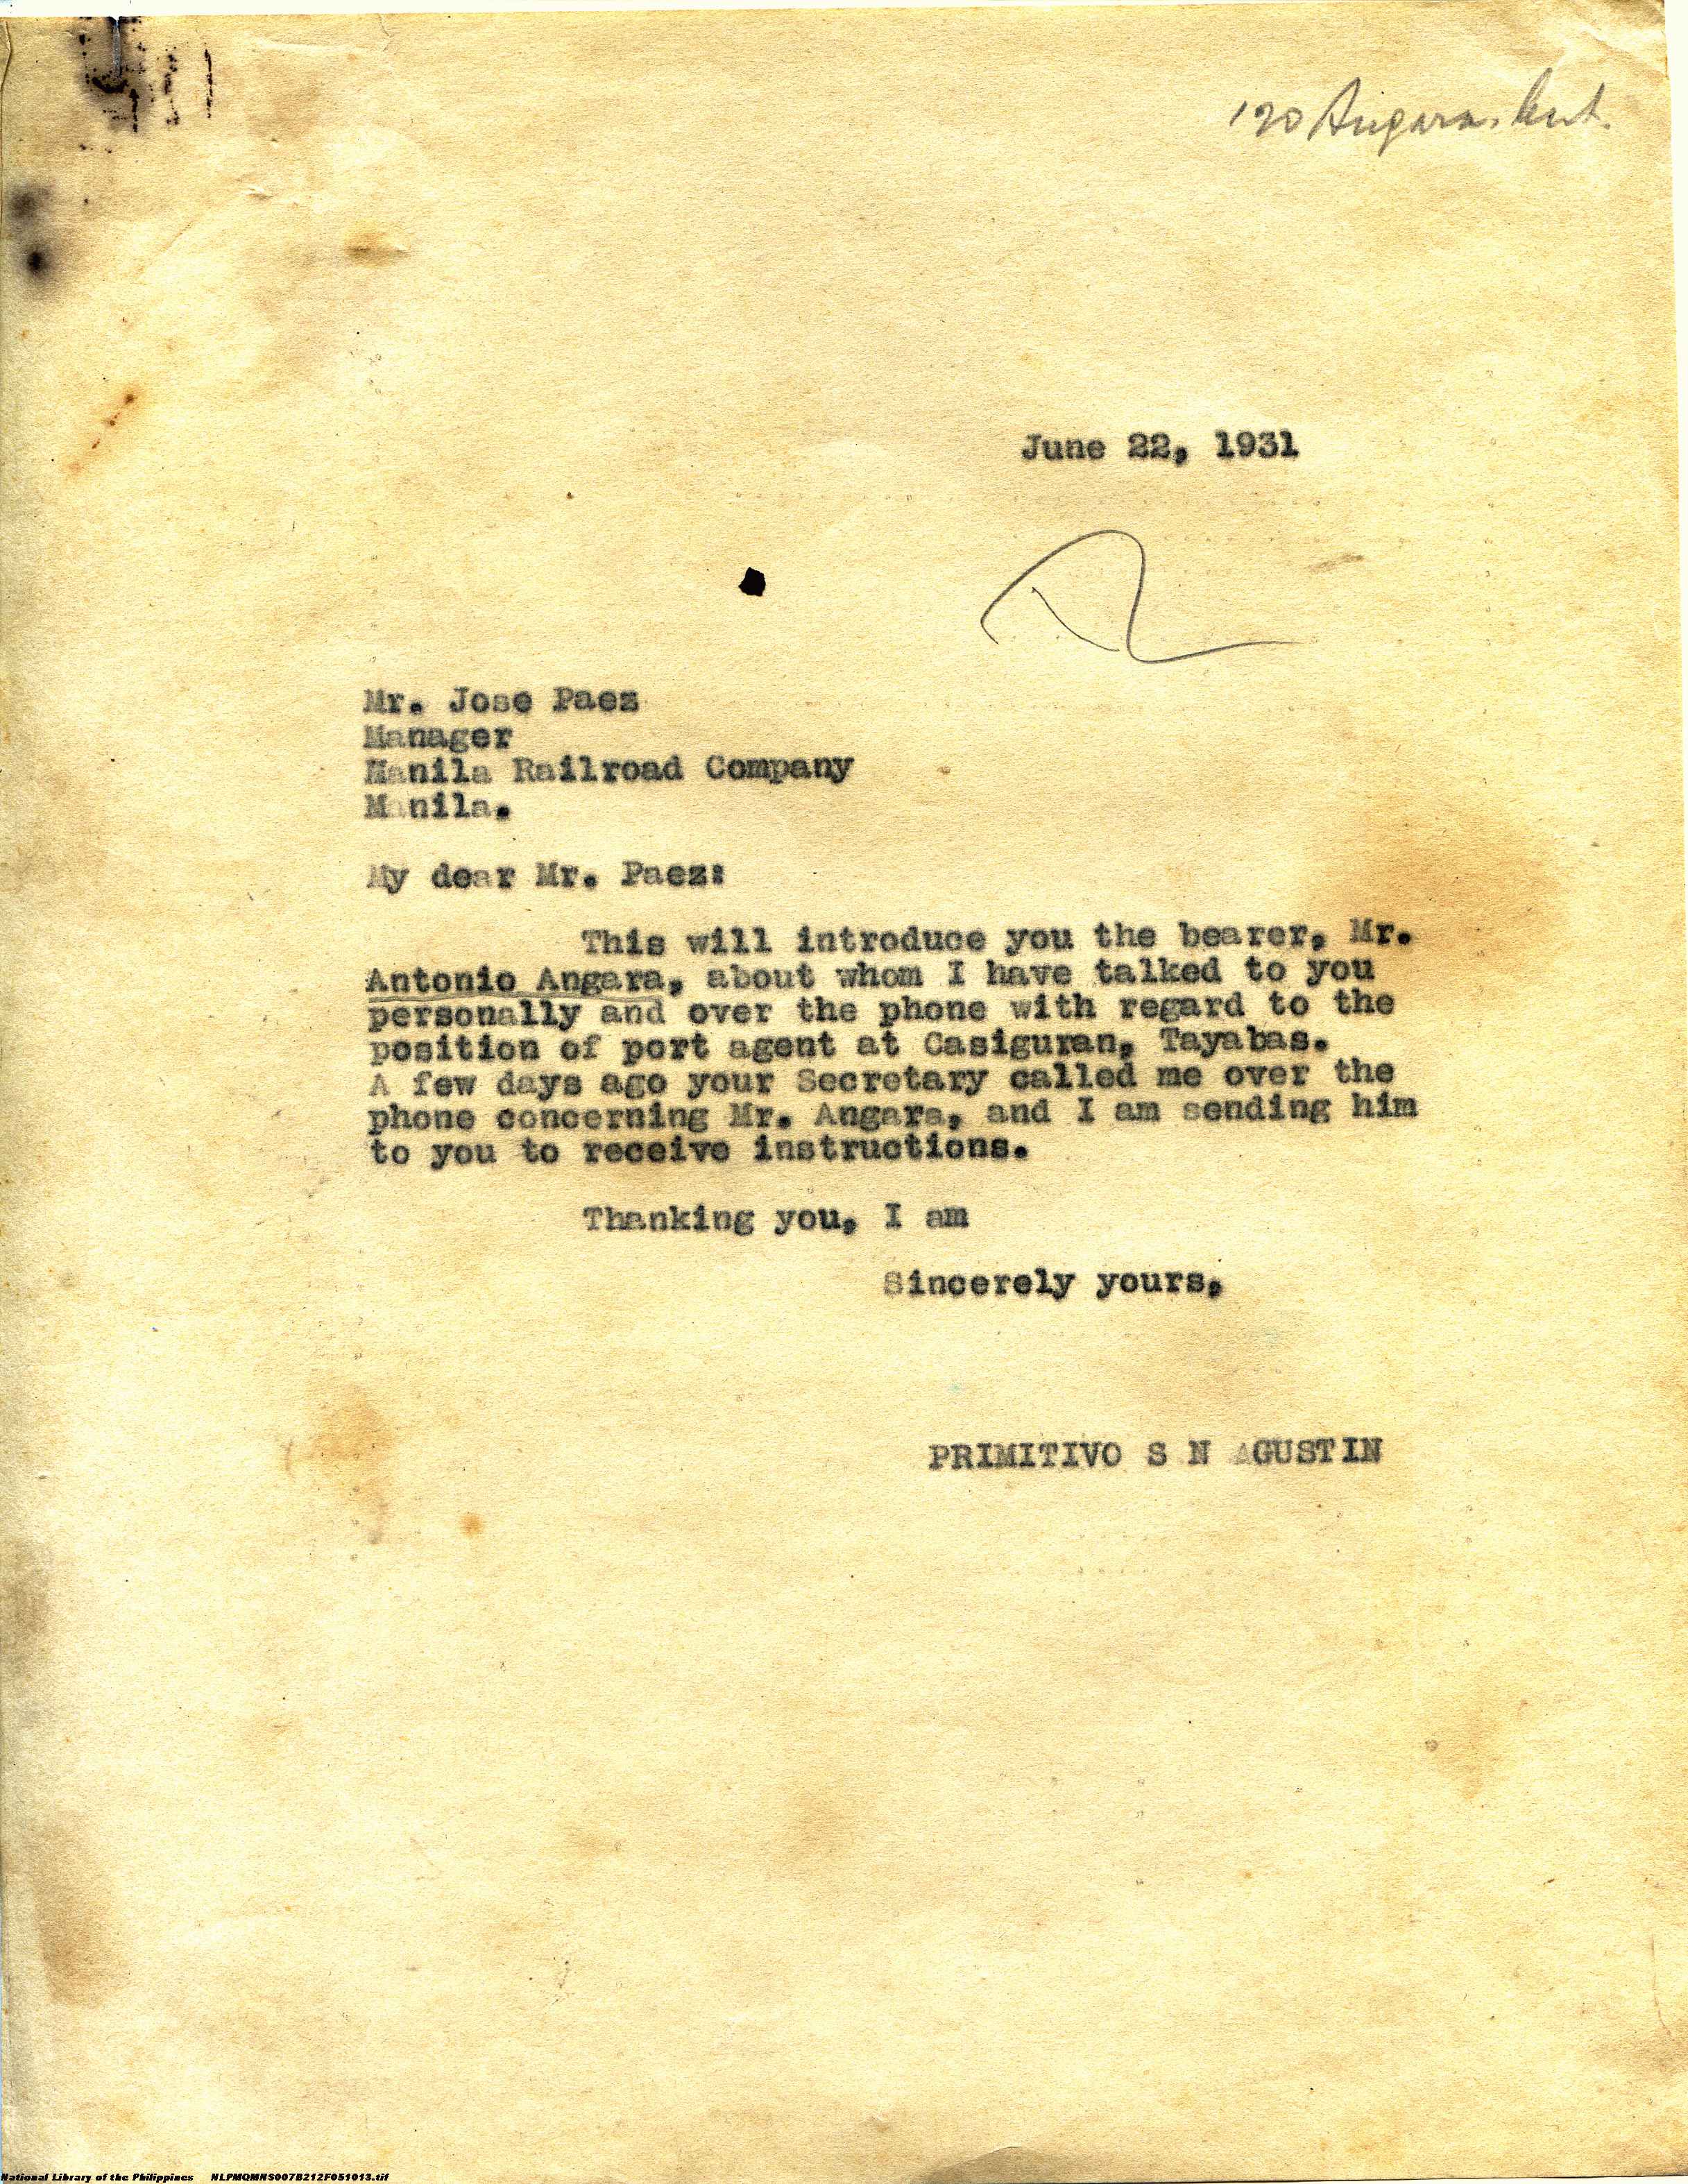 Angara,
June 22, 1931
Mr. Jose Paez
Manager
Manila Railroad Company
Manila.
My dear Mr. Paez:
This will introduce you the bearer, Mr.
Antonio Angara, about whom I have talked to you
personally and over the phone with regard to the
position of port agent at Casiguran, Tayabas.
A few days ago your Secretary called me over the
phone concerning Mr. Angara, and I am sending him
to you to receive instructions.
Thanking you, I am
Sincerely yours,
PRIMITIVO S N AGUSTIN
National Library of the Philippines NLPMQMNS007B212F051013.tif